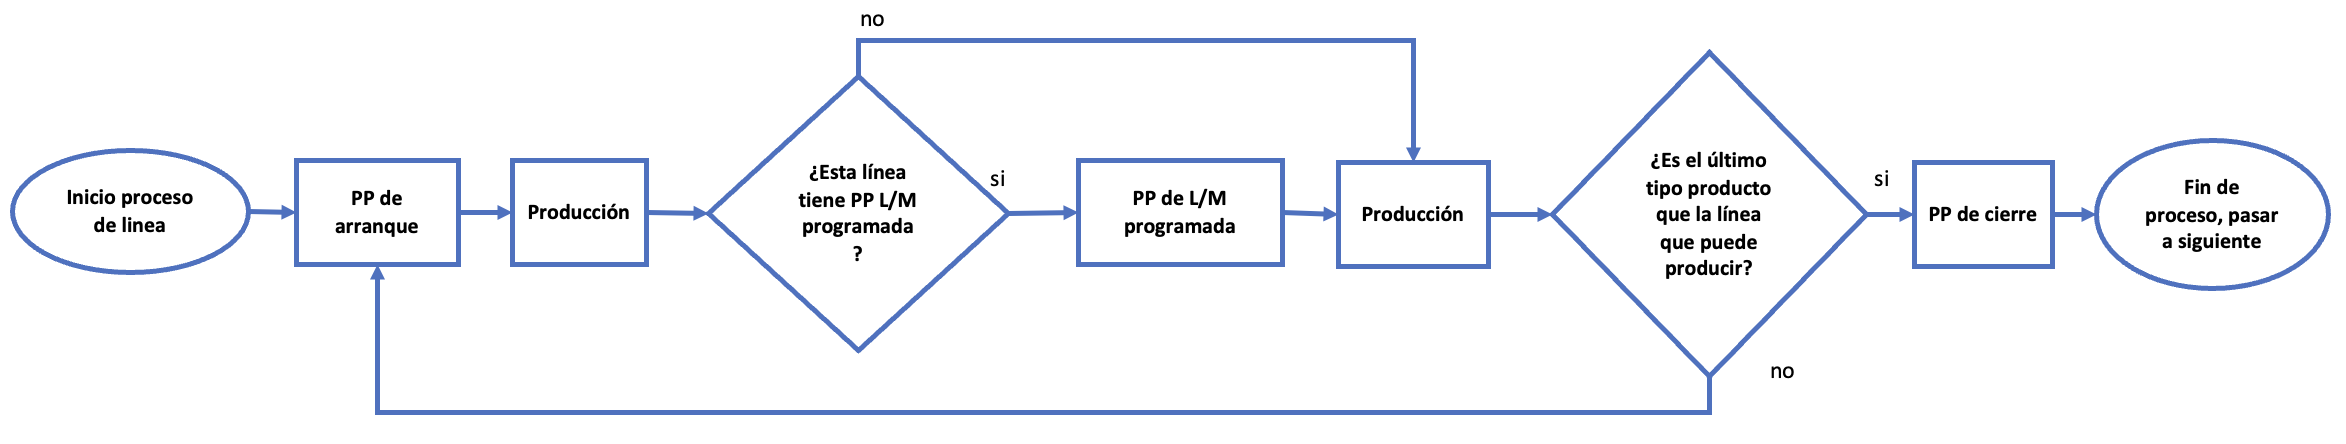 no
Inicio proceso
de linea
PP de
arranque
Producción
¿Esta línea
tiene PP L/M
programada
?
si
PP de L/M
programada
Producción
¿Es el último
tipo producto
que la línea
que puede
producir?
si
no
PP de cierre
Fin de
proceso, pasar
a siguiente